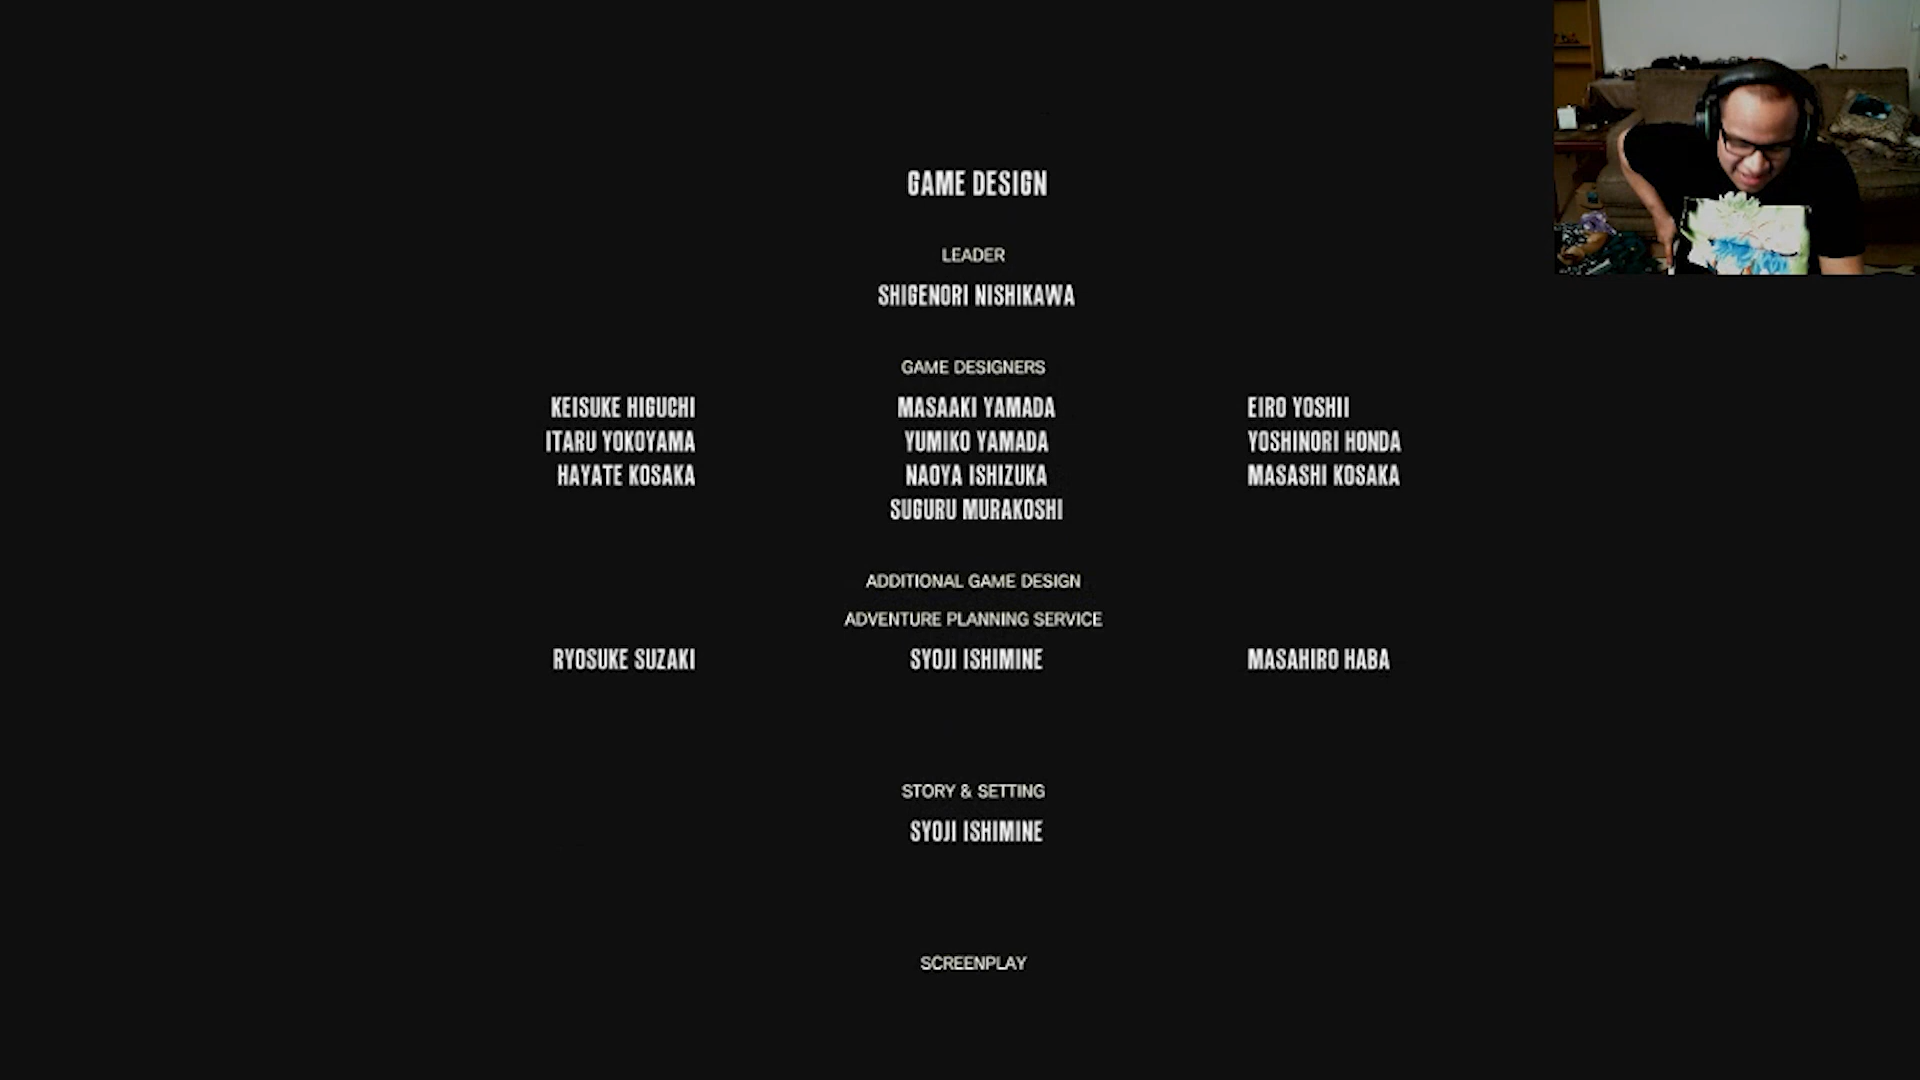 GAME DESIGN
LEADER
SHIGENORI NISHIKAWA
GAME DESIGNERS
KEISUKE HIGUCHI MASAAKI YAMADA EIRO YOSHII
ITARU YOKOYAMA YUMIKO YAMADA YOSHINORI HONDA
HAYATE KOSAKA NAOYA ISHIZUKA MASASHI KOSAKA
SUGURU MURAKOSHI
ADDITIONAL GAME DESIGN
ADVENTURE PLANNING SERVICE
RYOSUKE SUZAKI SYOJI ISHIMINE MASAHIRO HABA
STORY & SETTING
SYOJI ISHIMINE
SCREENPLAY